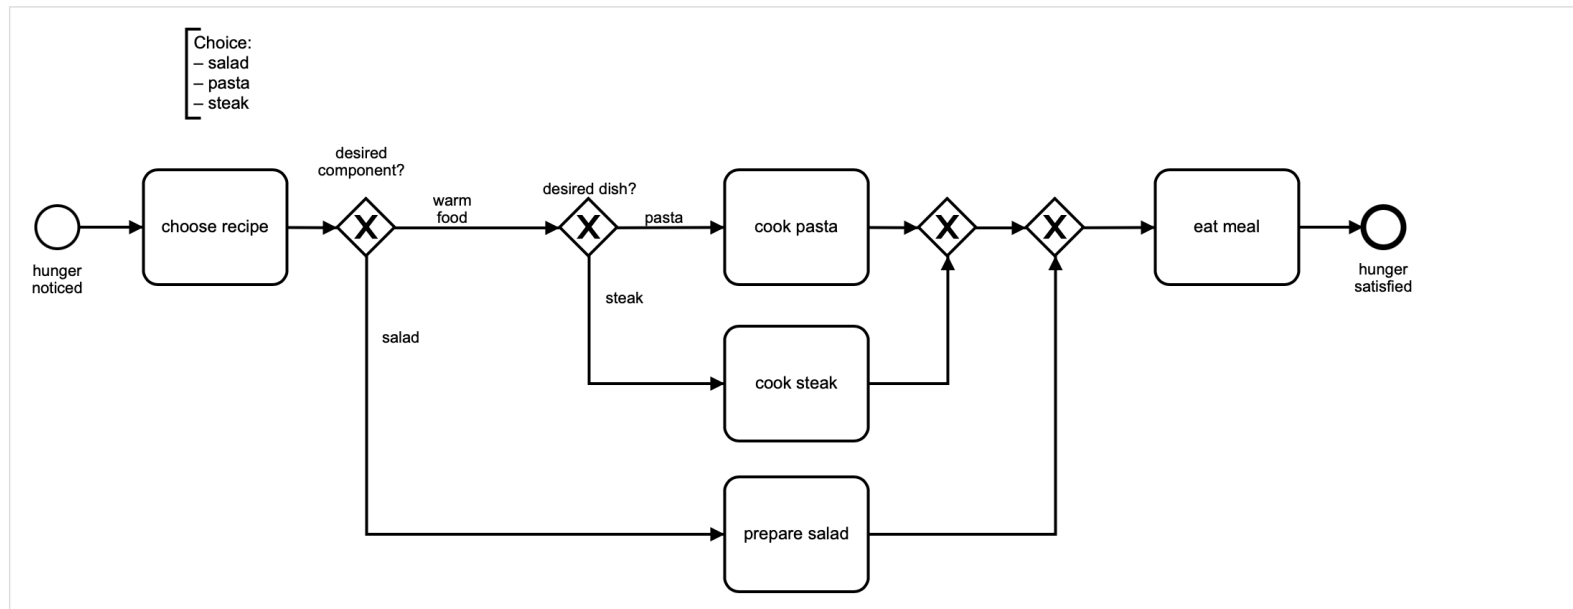 Choice:
– salad
– pasta
– steak
desired
component?
desired dish?
warm
food
pasta
choose recipe
cook pasta
eat meal
hunger
noticed
hunger
satisfied
steak
salad
cook steak
prepare salad